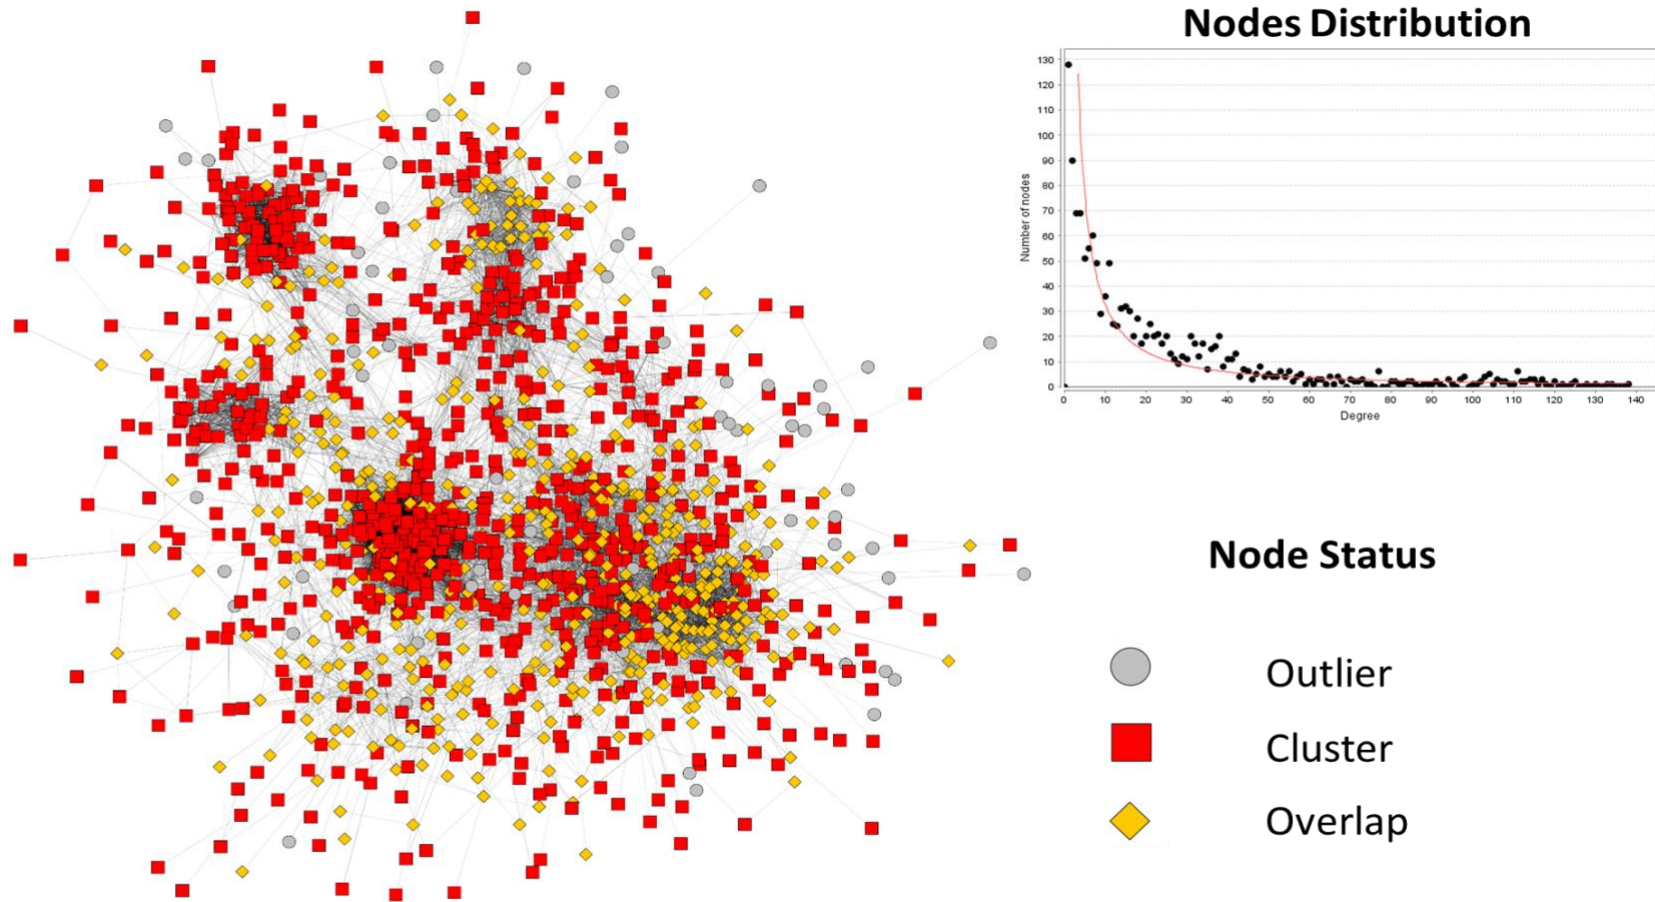 Nodes Distribution
130
120
110
100
90
80
70
60
50
40
30
20
10
0
Number of nodes
0 10 20 30 40 50 60 70 80 90 100 110 120 130 140
Degree
Node Status
Outlier
Cluster
Overlap